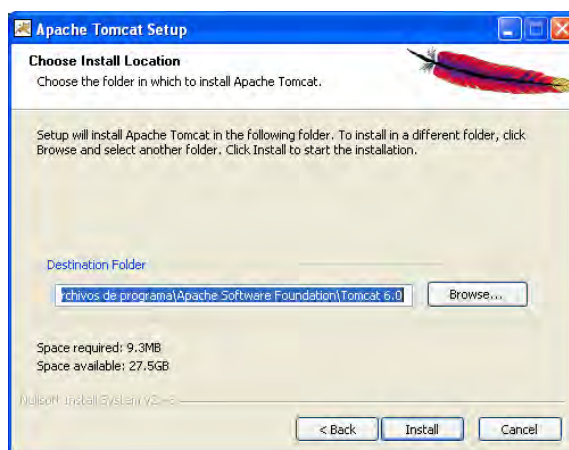 Apache Tomcat Setup
Choose Install Location
Choose the folder in which to install Apache Tomcat.
Setup will install Apache Tomcat in the following folder. To install in a different folder, click
Browse and select another folder. Click Install to start the installation.
Destination Folder
rchivos de programa\Apache Software Foundation\Tomcat 6.0
Browse...
Space required: 9.3MB
Space available: 27.5GB
Nullsoft Install System
< Back
Install
Cancel